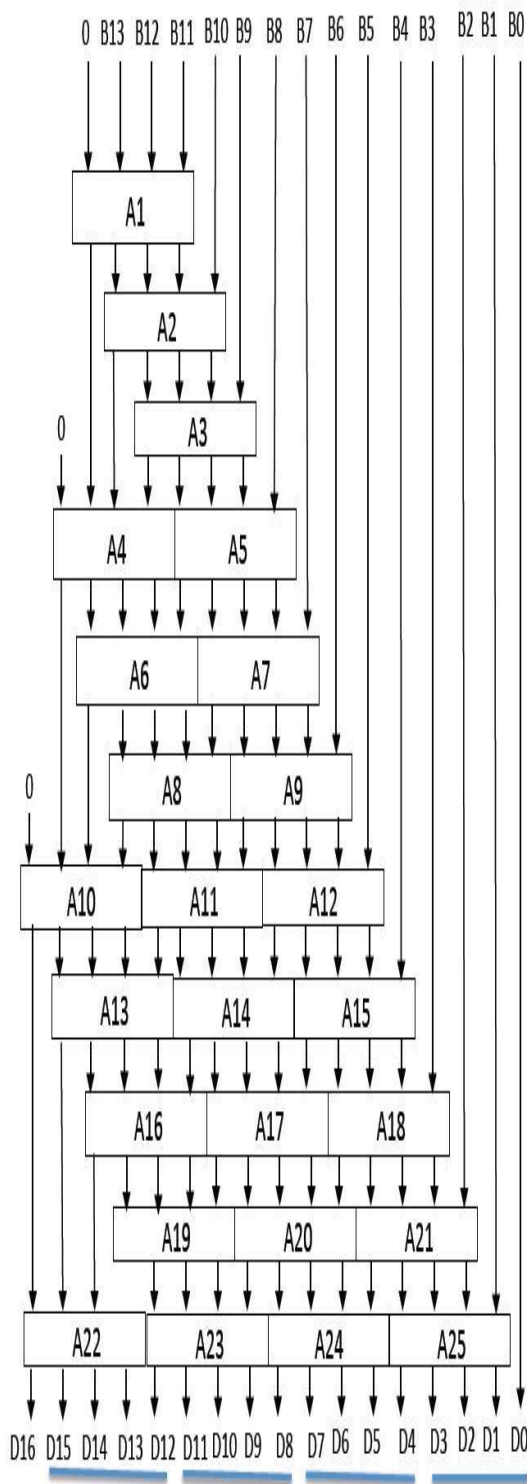 0 B13 B12 B11 B10 B9 B8 B7 B6 B5 B4 B3 B2 B1 B0
A1
A2
A3
0
A4 A5
A6 A7
A8 A9
0
A10 A11 A12
A13 A14 A15
A16 A17 A18
A19 A20 A21
A22 A23 A24 A25
D16 D15 D14 D13 D12 D11 D10 D9 D8 D7 D6 D5 D4 D3 D2 D1 D0